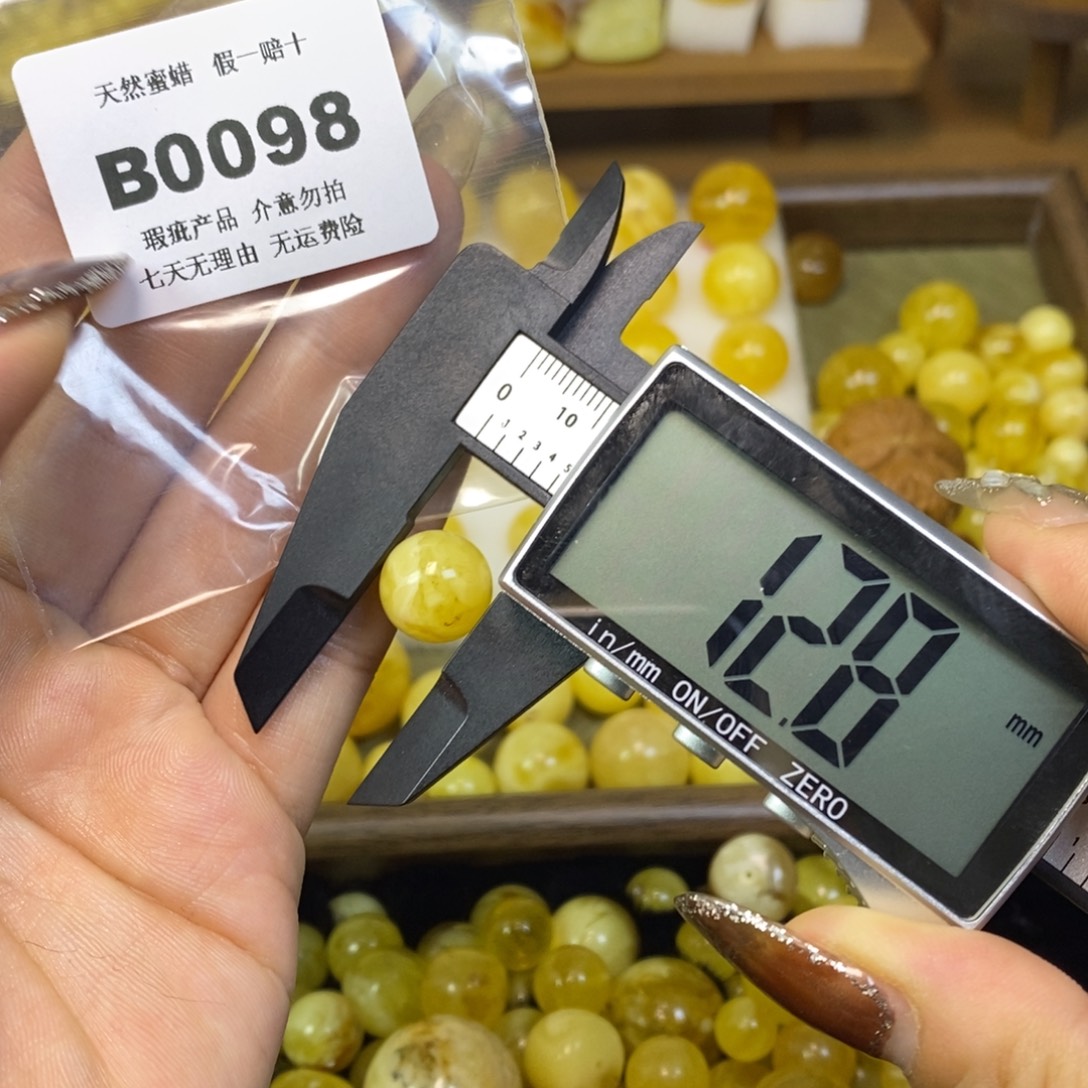 天然蜜蜡 假一赔十
B0098
瑕疵产品 介意勿拍
七天无理由 无运费险
0 10
1 2 3 4 5
12.8
mm
in/mm ON/OFF ZERO